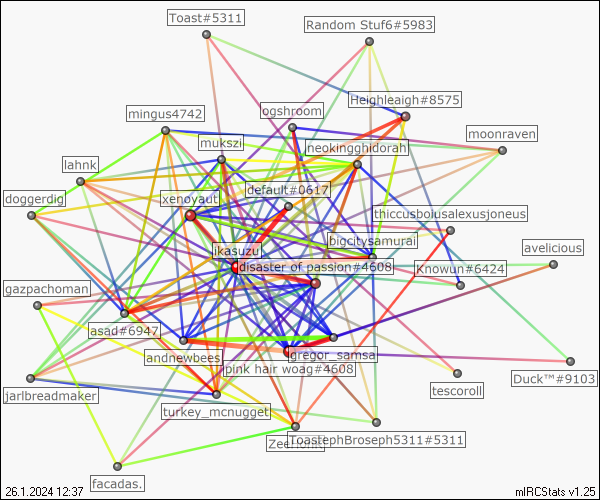 Toast#5311
Random Stuf6#5983
Heighleaigh#8575
mingus4742
ogshroom
moonraven
mukszi
neokingghidorah
lahnk
default#0617
doggerdig
xenoyaut
thiccusbolusalexusjoneus
ikasuzu
bigcitysamurai
avelicious
disaster of passion#4608
Knowun#6424
gazpachoman
asad#6947
andnewbees
gregor_samsa
pink hair woag#4608
Duck™#9103
jarlbreadmaker
tescoroll
turkey_mcnugget
ToastephBroseph5311#5311
facadas.
26.1.2024 12:37
mIRCStats v1.25